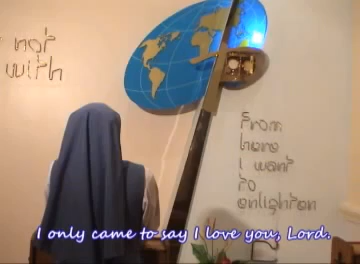 not
with
from
here
I want
to
enlighten
I only came to say I love you, Lord.